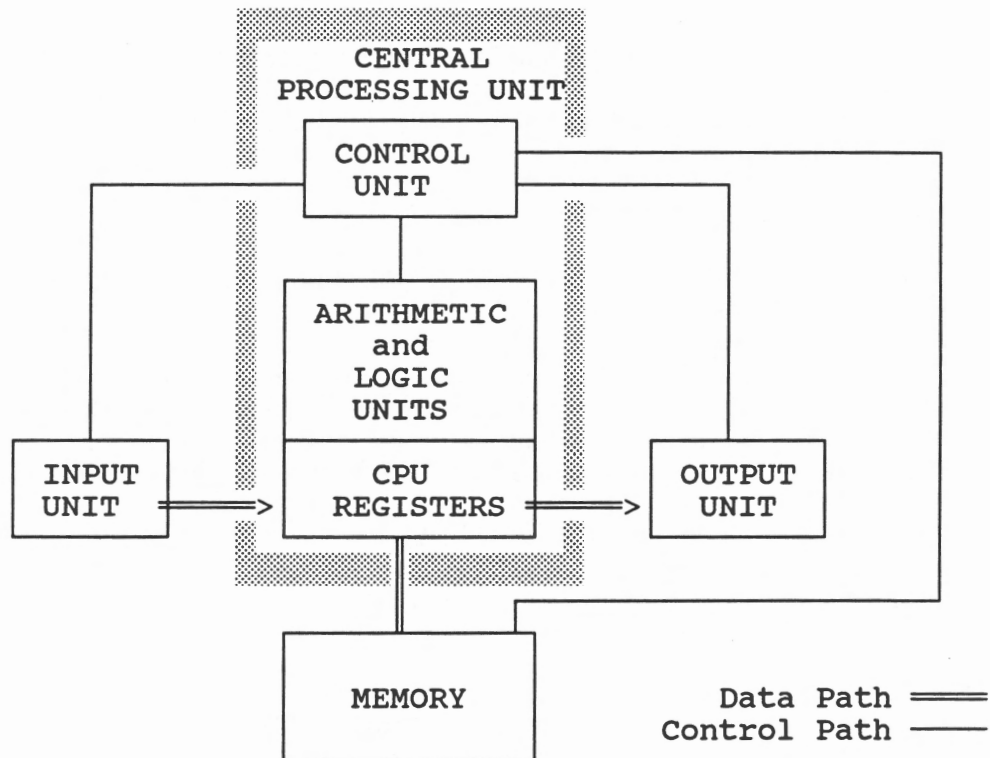 CENTRAL
PROCESSING UNIT
CONTROL
UNIT
ARITHMETIC
and
LOGIC
UNITS
INPUT
UNIT
CPU
REGISTERS
OUTPUT
UNIT
MEMORY
Data Path
Control Path